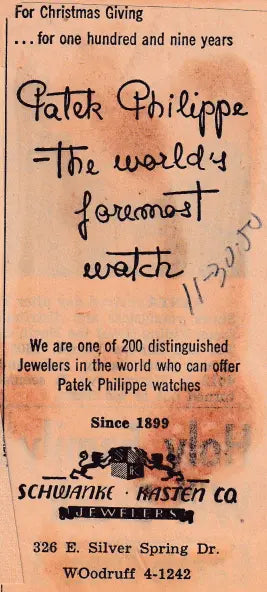 For Christmas Giving
...for one hundred and nine years
Patek Philippe
-the world's
foremost
watch
11-30-50
We are one of 200 distinguished
Jewelers in the world who can offer
Patek Philippe watches
Since 1899
SCHWANKE · KASTEN CO.
JEWELERS
326 E. Silver Spring Dr.
WOodruff 4-1242